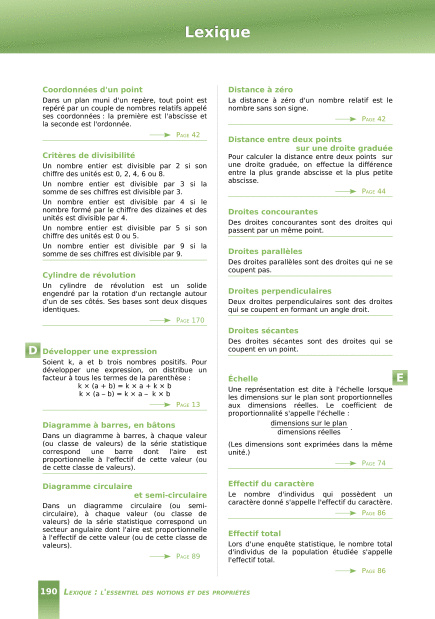 Lexique
Coordonnées d'un point
Dans un plan muni d'un repère, tout point est
repéré par un couple de nombres relatifs appelé
ses coordonnées : la première est l'abscisse et
la seconde est l'ordonnée.
Page 42
Critères de divisibilité
Un nombre entier est divisible par 2 si son
chiffre des unités est 0, 2, 4, 6 ou 8.
Un nombre entier est divisible par 3 si la
somme de ses chiffres est divisible par 3.
Un nombre entier est divisible par 4 si le
nombre formé par le chiffre des dizaines et des
unités est divisible par 4.
Un nombre entier est divisible par 5 si son
chiffre des unités est 0 ou 5.
Un nombre entier est divisible par 9 si la
somme de ses chiffres est divisible par 9.
Cylindre de révolution
Un cylindre de révolution est un solide
engendré par la rotation d'un rectangle autour
d'un de ses côtés. Ses bases sont deux disques
identiques.
Page 170
D
Développer une expression
Soient k, a et b trois nombres positifs. Pour
développer une expression, on distribue un
facteur à tous les termes de la parenthèse :
k × (a + b) = k × a + k × b
k × (a – b) = k × a – k × b
Page 13
Diagramme à barres, en bâtons
Dans un diagramme à barres, à chaque valeur
(ou classe de valeurs) de la série statistique
correspond une barre dont l'aire est
proportionnelle à l'effectif de cette valeur (ou
de cette classe de valeurs).
Diagramme circulaire
et semi-circulaire
Dans un diagramme circulaire (ou semi-
circulaire), à chaque valeur (ou classe de
valeurs) de la série statistique correspond un
secteur angulaire dont l'aire est proportionnelle
à l'effectif de cette valeur (ou de cette classe de
valeurs).
Page 89
Distance à zéro
La distance à zéro d'un nombre relatif est le
nombre sans son signe.
Page 42
Distance entre deux points
sur une droite graduée
Pour calculer la distance entre deux points sur
une droite graduée, on effectue la différence
entre la plus grande abscisse et la plus petite
abscisse.
Page 44
Droites concourantes
Des droites concourantes sont des droites qui
passent par un même point.
Droites parallèles
Des droites parallèles sont des droites qui ne se
coupent pas.
Droites perpendiculaires
Deux droites perpendiculaires sont des droites
qui se coupent en formant un angle droit.
Droites sécantes
Des droites sécantes sont des droites qui se
coupent en un point.
E
Échelle
Une représentation est dite à l'échelle lorsque
les dimensions sur le plan sont proportionnelles
aux dimensions réelles. Le coefficient de
proportionnalité s'appelle l'échelle :
dimensions sur le plan
dimensions réelles .
(Les dimensions sont exprimées dans la même
unité.)
Page 74
Effectif du caractère
Le nombre d'individus qui possèdent un
caractère donné s'appelle l'effectif du caractère.
Page 86
Effectif total
Lors d'une enquête statistique, le nombre total
d'individus de la population étudiée s'appelle
l'effectif total.
Page 86
190 Lexique : l'essentiel des notions et des propriétés